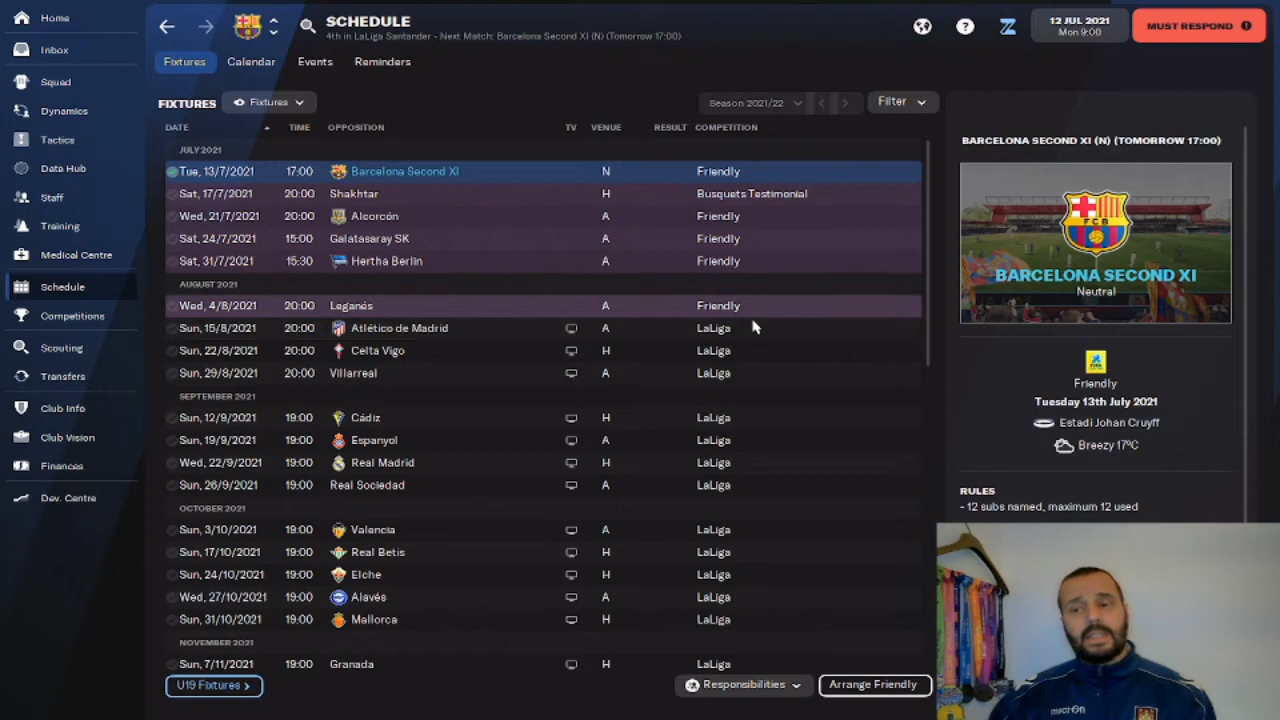 Home
Inbox
Squad
Dynamics
Tactics
Data Hub
Staff
Training
Medical Centre
Schedule
Competitions
Scouting
Transfers
Club Info
Club Vision
Finances
Dev. Centre
SCHEDULE
4th in LaLiga Santander - Next Match: Barcelona Second XI (N) (Tomorrow 17:00)
12 JUL 2021
Mon 9:00
MUST RESPOND
Fixtures Calendar Events Reminders
FIXTURES Fixtures Season 2021/22 Filter
DATE TIME OPPOSITION TV VENUE RESULT COMPETITION
JULY 2021
Tue, 13/7/2021 17:00 Barcelona Second XI N Friendly
Sat, 17/7/2021 20:00 Shakhtar H Busquets Testimonial
Wed, 21/7/2021 20:00 Alcorcón A Friendly
Sat, 24/7/2021 15:00 Galatasaray SK A Friendly
Sat, 31/7/2021 15:30 Hertha Berlin A Friendly
AUGUST 2021
Wed, 4/8/2021 20:00 Leganés A Friendly
Sun, 15/8/2021 20:00 Atlético de Madrid A LaLiga
Sun, 22/8/2021 20:00 Celta Vigo H LaLiga
Sun, 29/8/2021 20:00 Villarreal A LaLiga
SEPTEMBER 2021
Sun, 12/9/2021 19:00 Cádiz H LaLiga
Sun, 19/9/2021 19:00 Espanyol A LaLiga
Wed, 22/9/2021 19:00 Real Madrid H LaLiga
Sun, 26/9/2021 19:00 Real Sociedad A LaLiga
OCTOBER 2021
Sun, 3/10/2021 19:00 Valencia A LaLiga
Sun, 17/10/2021 19:00 Real Betis H LaLiga
Sun, 24/10/2021 19:00 Elche H LaLiga
Wed, 27/10/2021 19:00 Alavés A LaLiga
Sun, 31/10/2021 19:00 Mallorca H LaLiga
NOVEMBER 2021
Sun, 7/11/2021 19:00 Granada H LaLiga
U19 Fixtures
Responsibilities
Arrange Friendly
BARCELONA SECOND XI (N) (TOMORROW 17:00)
FCB
BARCELONA SECOND XI
Neutral
Friendly
Tuesday 13th July 2021
Estadi Johan Cruyff
Breezy 17°C
RULES
- 12 subs named, maximum 12 used
macron